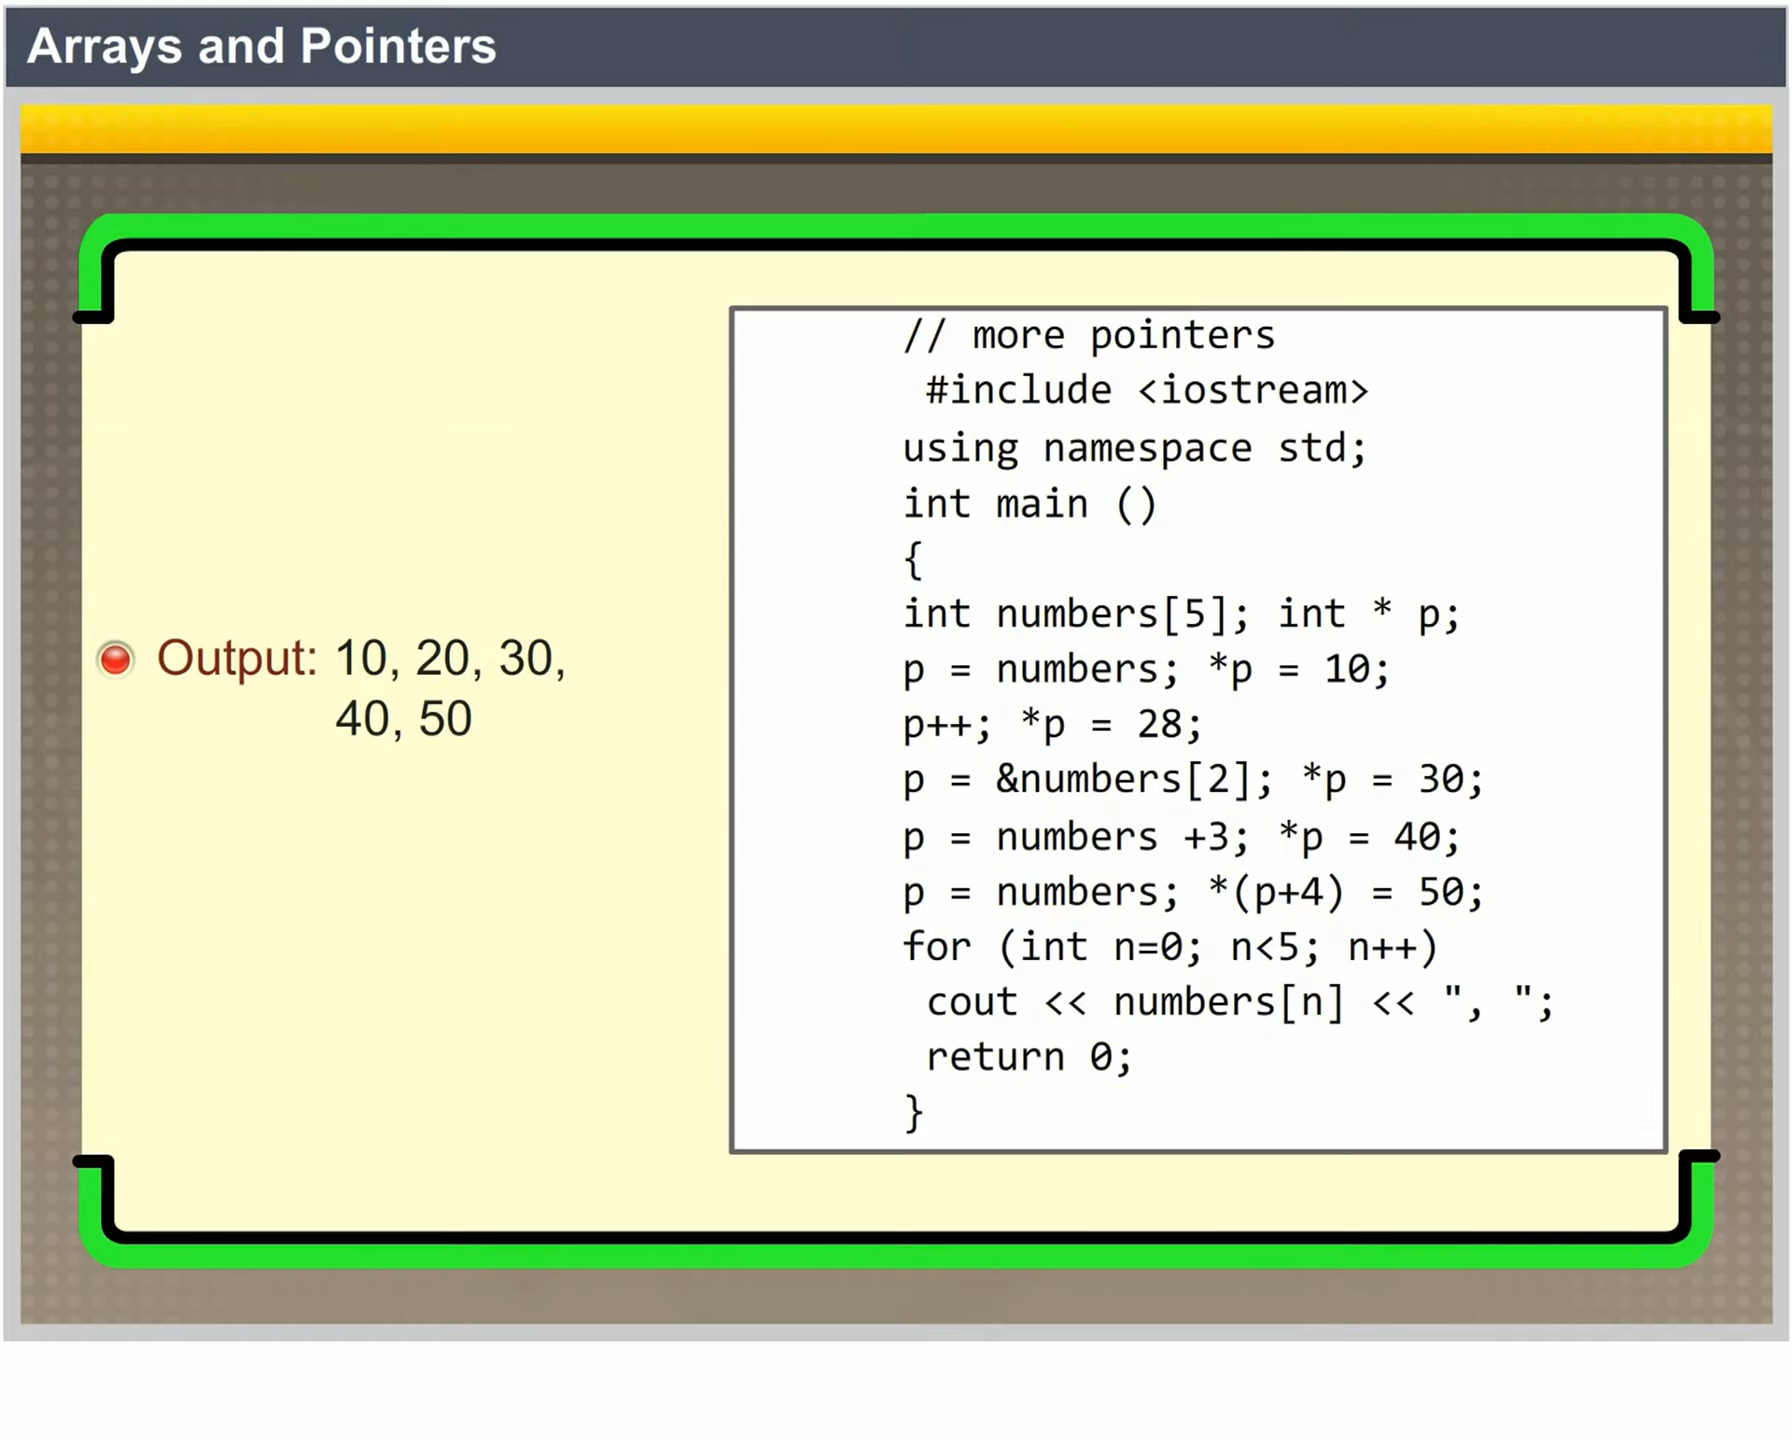 Arrays and Pointers
Output: 10, 20, 30,
40, 50
// more pointers
#include <iostream>
using namespace std;
int main ()
{
int numbers[5]; int * p;
p = numbers; *p = 10;
p++; *p = 28;
p = &numbers[2]; *p = 30;
p = numbers +3; *p = 40;
p = numbers; *(p+4) = 50;
for (int n=0; n<5; n++)
cout << numbers[n] << ", ";
return 0;
}